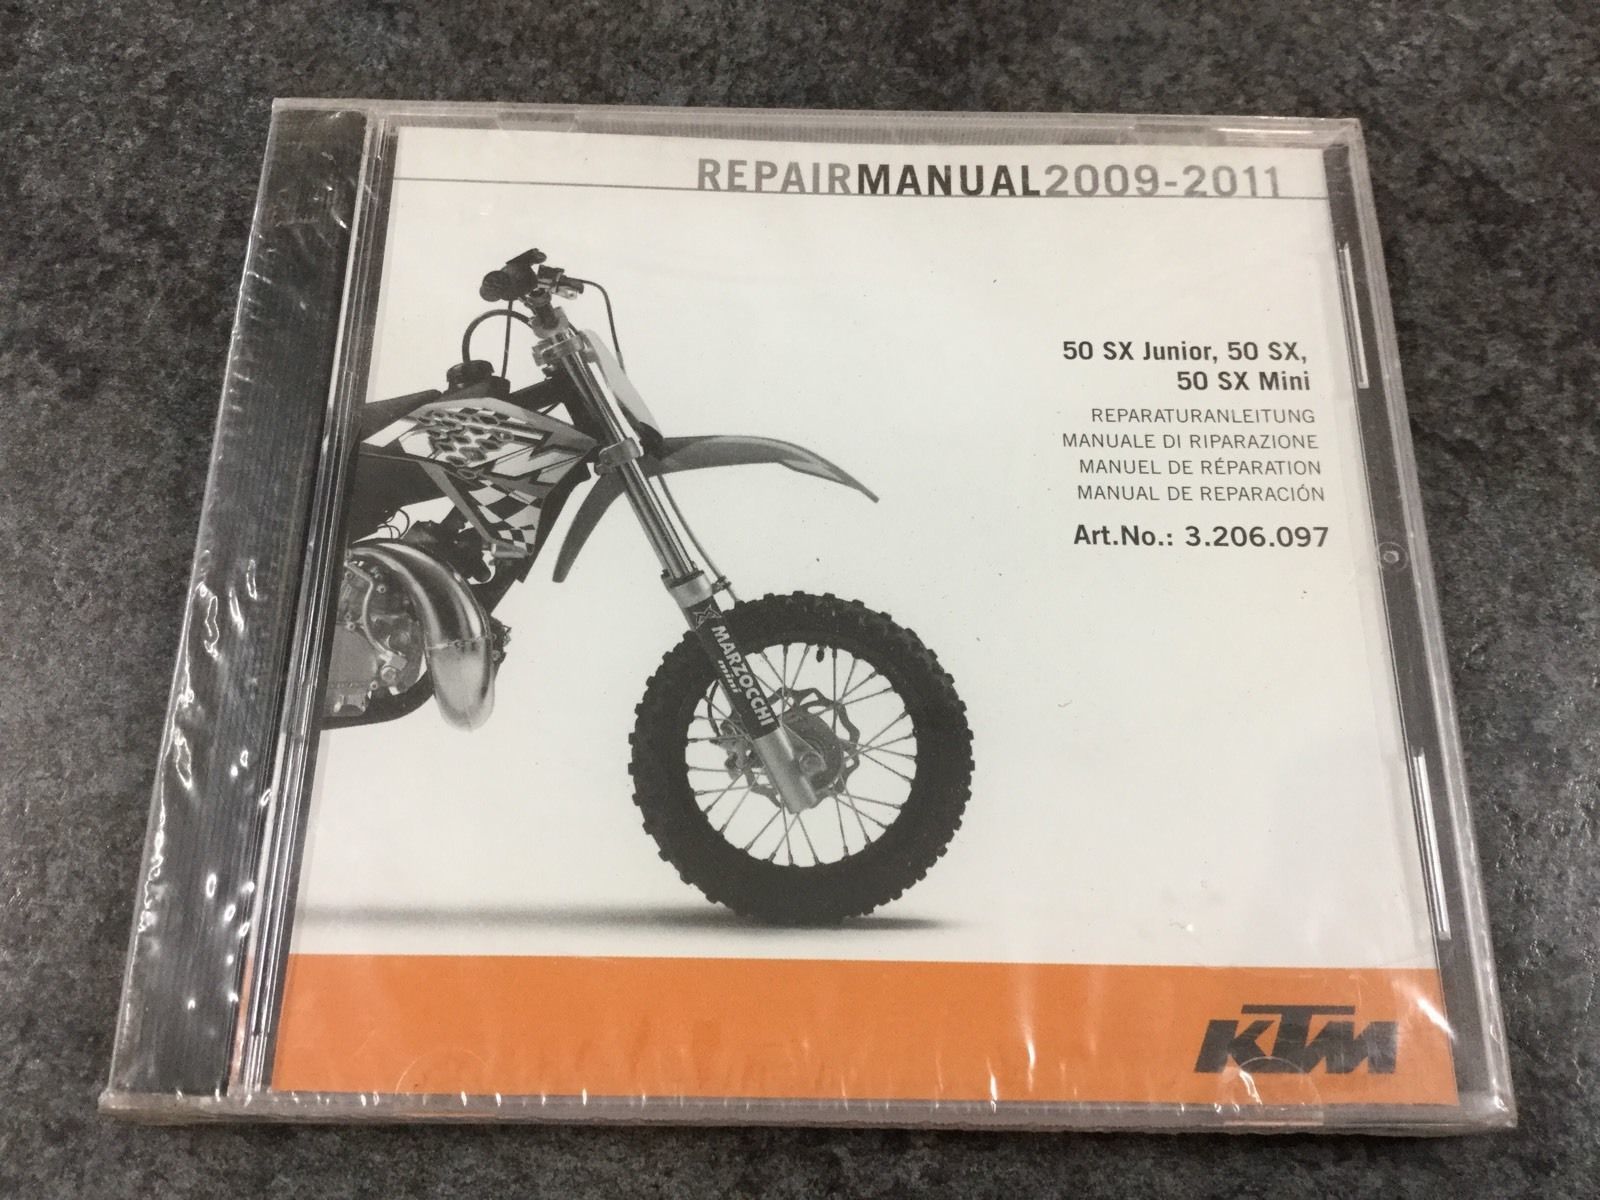 REPAIRMANUAL2009-2011
50 SX Junior, 50 SX,
50 SX Mini
REPARATURANLEITUNG
MANUALE DI RIPARAZIONE
MANUEL DE RÉPARATION
MANUAL DE REPARACIÓN
Art.No.: 3.206.097
MARZOCCHI
mini
KTM